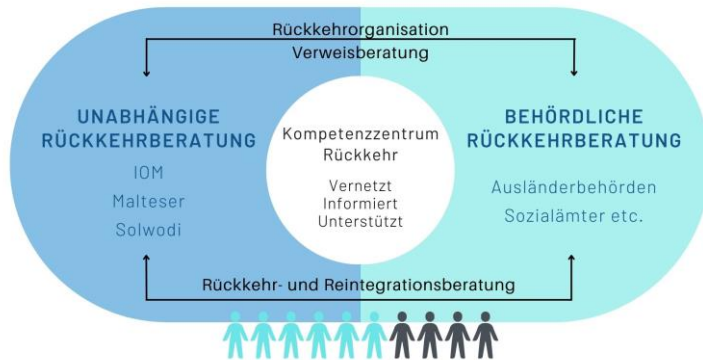 Rückkehrorganisation
Verweisberatung
UNABHÄNGIGE
RÜCKKEHRBERATUNG
IOM
Malteser
Solwodi
Kompetenzzentrum
Rückkehr
Vernetzt
Informiert
Unterstützt
BEHÖRDLICHE
RÜCKKEHRBERATUNG
Ausländerbehörden
Sozialämter etc.
Rückkehr- und Reintegrationsberatung